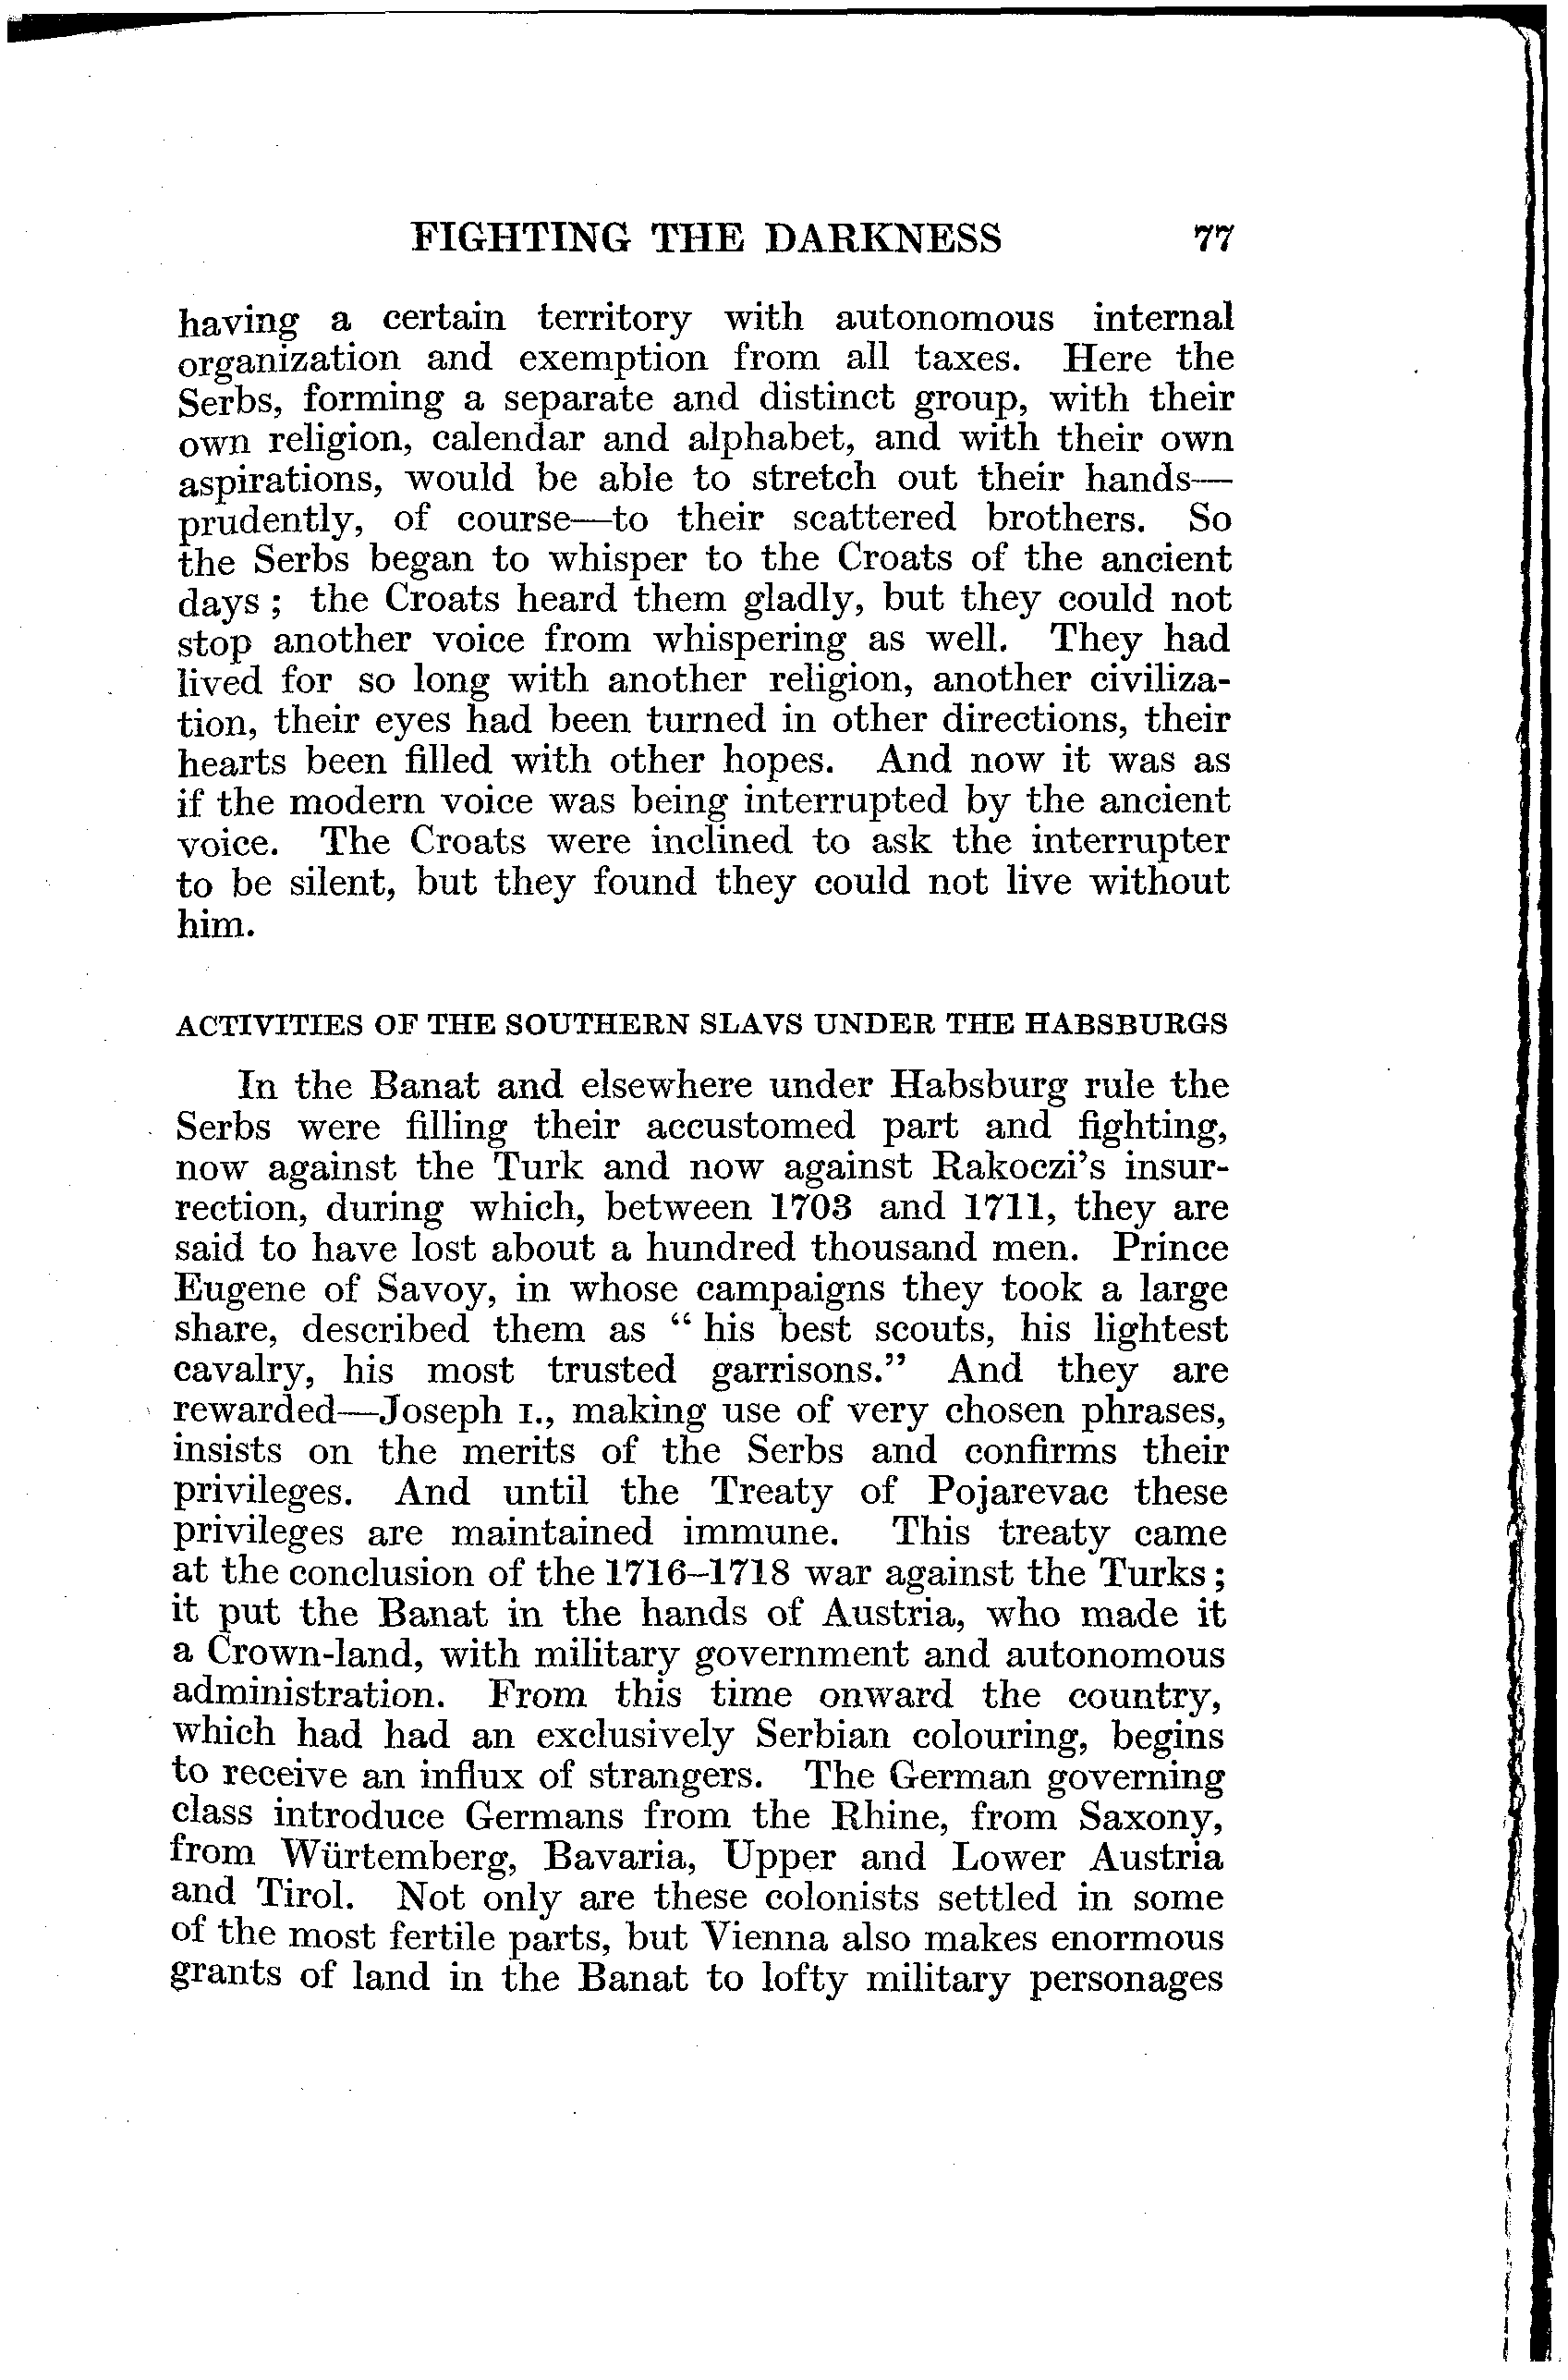 FIGHTING THE DARKNESS 77
having a certain territory with autonomous internal
organization and exemption from all taxes. Here the
Serbs, forming a separate and distinct group, with their
own religion, calendar and alphabet, and with their own
aspirations, would be able to stretch out their hands—
prudently, of course—to their scattered brothers. So
the Serbs began to whisper to the Croats of the ancient
days ; the Croats heard them gladly, but they could not
stop another voice from whispering as well. They had
lived for so long with another religion, another civiliza-
tion, their eyes had been turned in other directions, their
hearts been filled with other hopes. And now it was as
if the modern voice was being interrupted by the ancient
voice. The Croats were inclined to ask the interrupter
to be silent, but they found they could not live without
him.
ACTIVITIES OF THE SOUTHERN SLAVS UNDER THE HABSBURGS
In the Banat and elsewhere under Habsburg rule the
Serbs were filling their accustomed part and fighting,
now against the Turk and now against Rakoczi's insur-
rection, during which, between 1703 and 1711, they are
said to have lost about a hundred thousand men. Prince
Eugene of Savoy, in whose campaigns they took a large
share, described them as “ his best scouts, his lightest
cavalry, his most trusted garrisons.” And they are
rewarded—Joseph I., making use of very chosen phrases,
insists on the merits of the Serbs and confirms their
privileges. And until the Treaty of Pojarevac these
privileges are maintained immune. This treaty came
at the conclusion of the 1716–1718 war against the Turks ;
it put the Banat in the hands of Austria, who made it
a Crown-land, with military government and autonomous
administration. From this time onward the country,
which had had an exclusively Serbian colouring, begins
to receive an influx of strangers. The German governing
class introduce Germans from the Rhine, from Saxony,
from Würtemberg, Bavaria, Upper and Lower Austria
and Tirol. Not only are these colonists settled in some
of the most fertile parts, but Vienna also makes enormous
grants of land in the Banat to lofty military personages